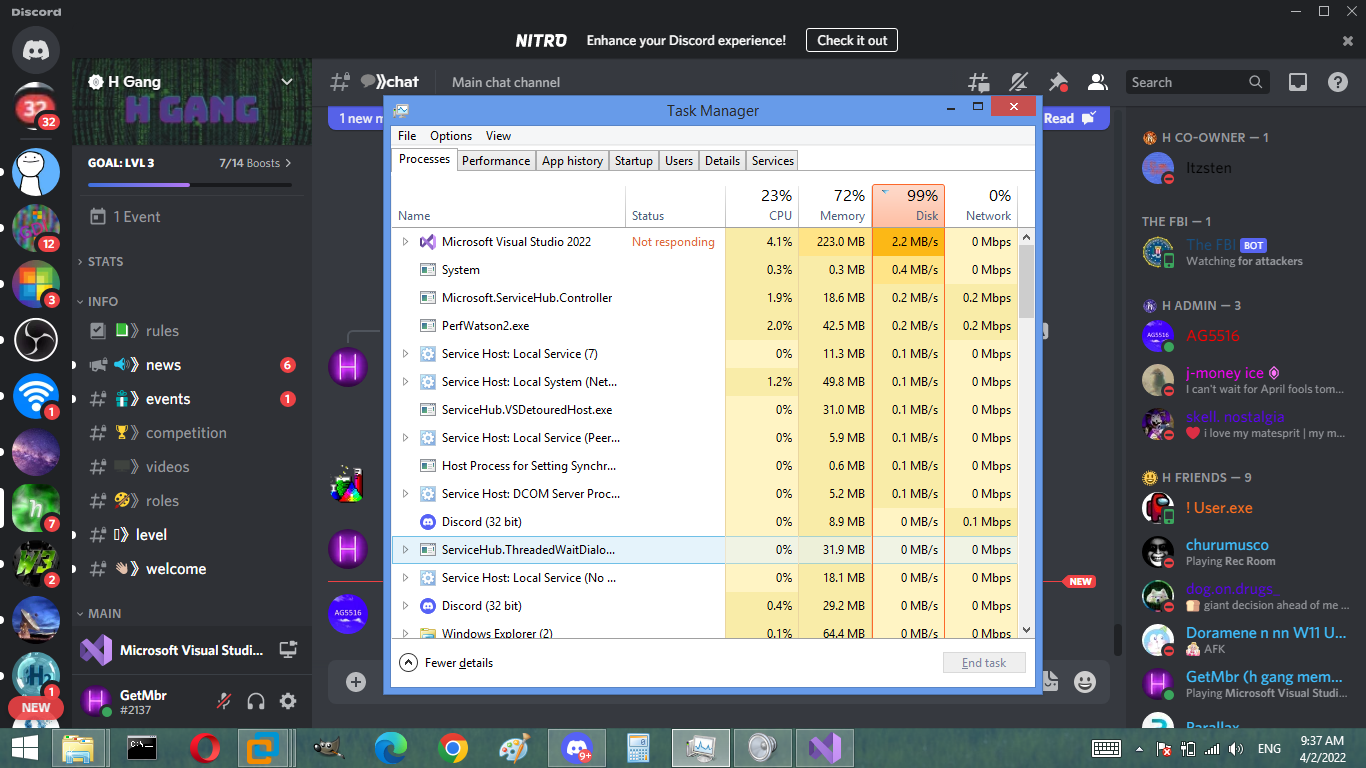 Discord
NITRO Enhance your Discord experience! Check it out
H Gang
H GANG
GOAL: LVL 3 7/14 Boosts
1 Event
STATS
INFO
rules
news 6
events 1
competition
videos
roles
level
welcome
MAIN
Microsoft Visual Studi...
GetMbr
#2137
32
12
3
1
7
2
1
NEW
chat Main chat channel
Search
1 new m
Read
NEW
AG5516
Task Manager
File Options View
Processes Performance App history Startup Users Details Services
23% 72% 99% 0%
Name Status CPU Memory Disk Network
Microsoft Visual Studio 2022 Not responding 4.1% 223.0 MB 2.2 MB/s 0 Mbps
System 0.3% 0.3 MB 0.4 MB/s 0 Mbps
Microsoft.ServiceHub.Controller 1.9% 18.6 MB 0.2 MB/s 0.2 Mbps
PerfWatson2.exe 2.0% 42.5 MB 0.2 MB/s 0.2 Mbps
Service Host: Local Service (7) 0% 11.3 MB 0.1 MB/s 0 Mbps
Service Host: Local System (Net... 1.2% 49.8 MB 0.1 MB/s 0 Mbps
ServiceHub.VSDetouredHost.exe 0% 31.0 MB 0.1 MB/s 0 Mbps
Service Host: Local Service (Peer... 0% 5.9 MB 0.1 MB/s 0 Mbps
Host Process for Setting Synchr... 0% 0.6 MB 0.1 MB/s 0 Mbps
Service Host: DCOM Server Proc... 0% 5.2 MB 0.1 MB/s 0 Mbps
Discord (32 bit) 0% 8.9 MB 0 MB/s 0.1 Mbps
ServiceHub.ThreadedWaitDialo... 0% 31.9 MB 0 MB/s 0 Mbps
Service Host: Local Service (No ... 0% 18.1 MB 0 MB/s 0 Mbps
Discord (32 bit) 0.4% 29.2 MB 0 MB/s 0 Mbps
Windows Explorer (2) 0.1% 64.4 MB 0 MB/s 0 Mbps
Fewer details End task
H CO-OWNER — 1
Itzsten
THE FBI — 1
The FBI BOT
Watching for attackers
H ADMIN — 3
AG5516
AG5516
j-money ice
I can't wait for April fools tom...
skell. nostalgia
i love my matesprit | my m...
H FRIENDS — 9
! User.exe
churumusco
Playing Rec Room
dog.on.drugs_
giant decision ahead of me ...
Doramene n nn W11 U...
AFK
GetMbr (h gang mem...
Playing Microsoft Visual Studi...
Parallax
C:\_
9+
ENG
9:37 AM
4/2/2022